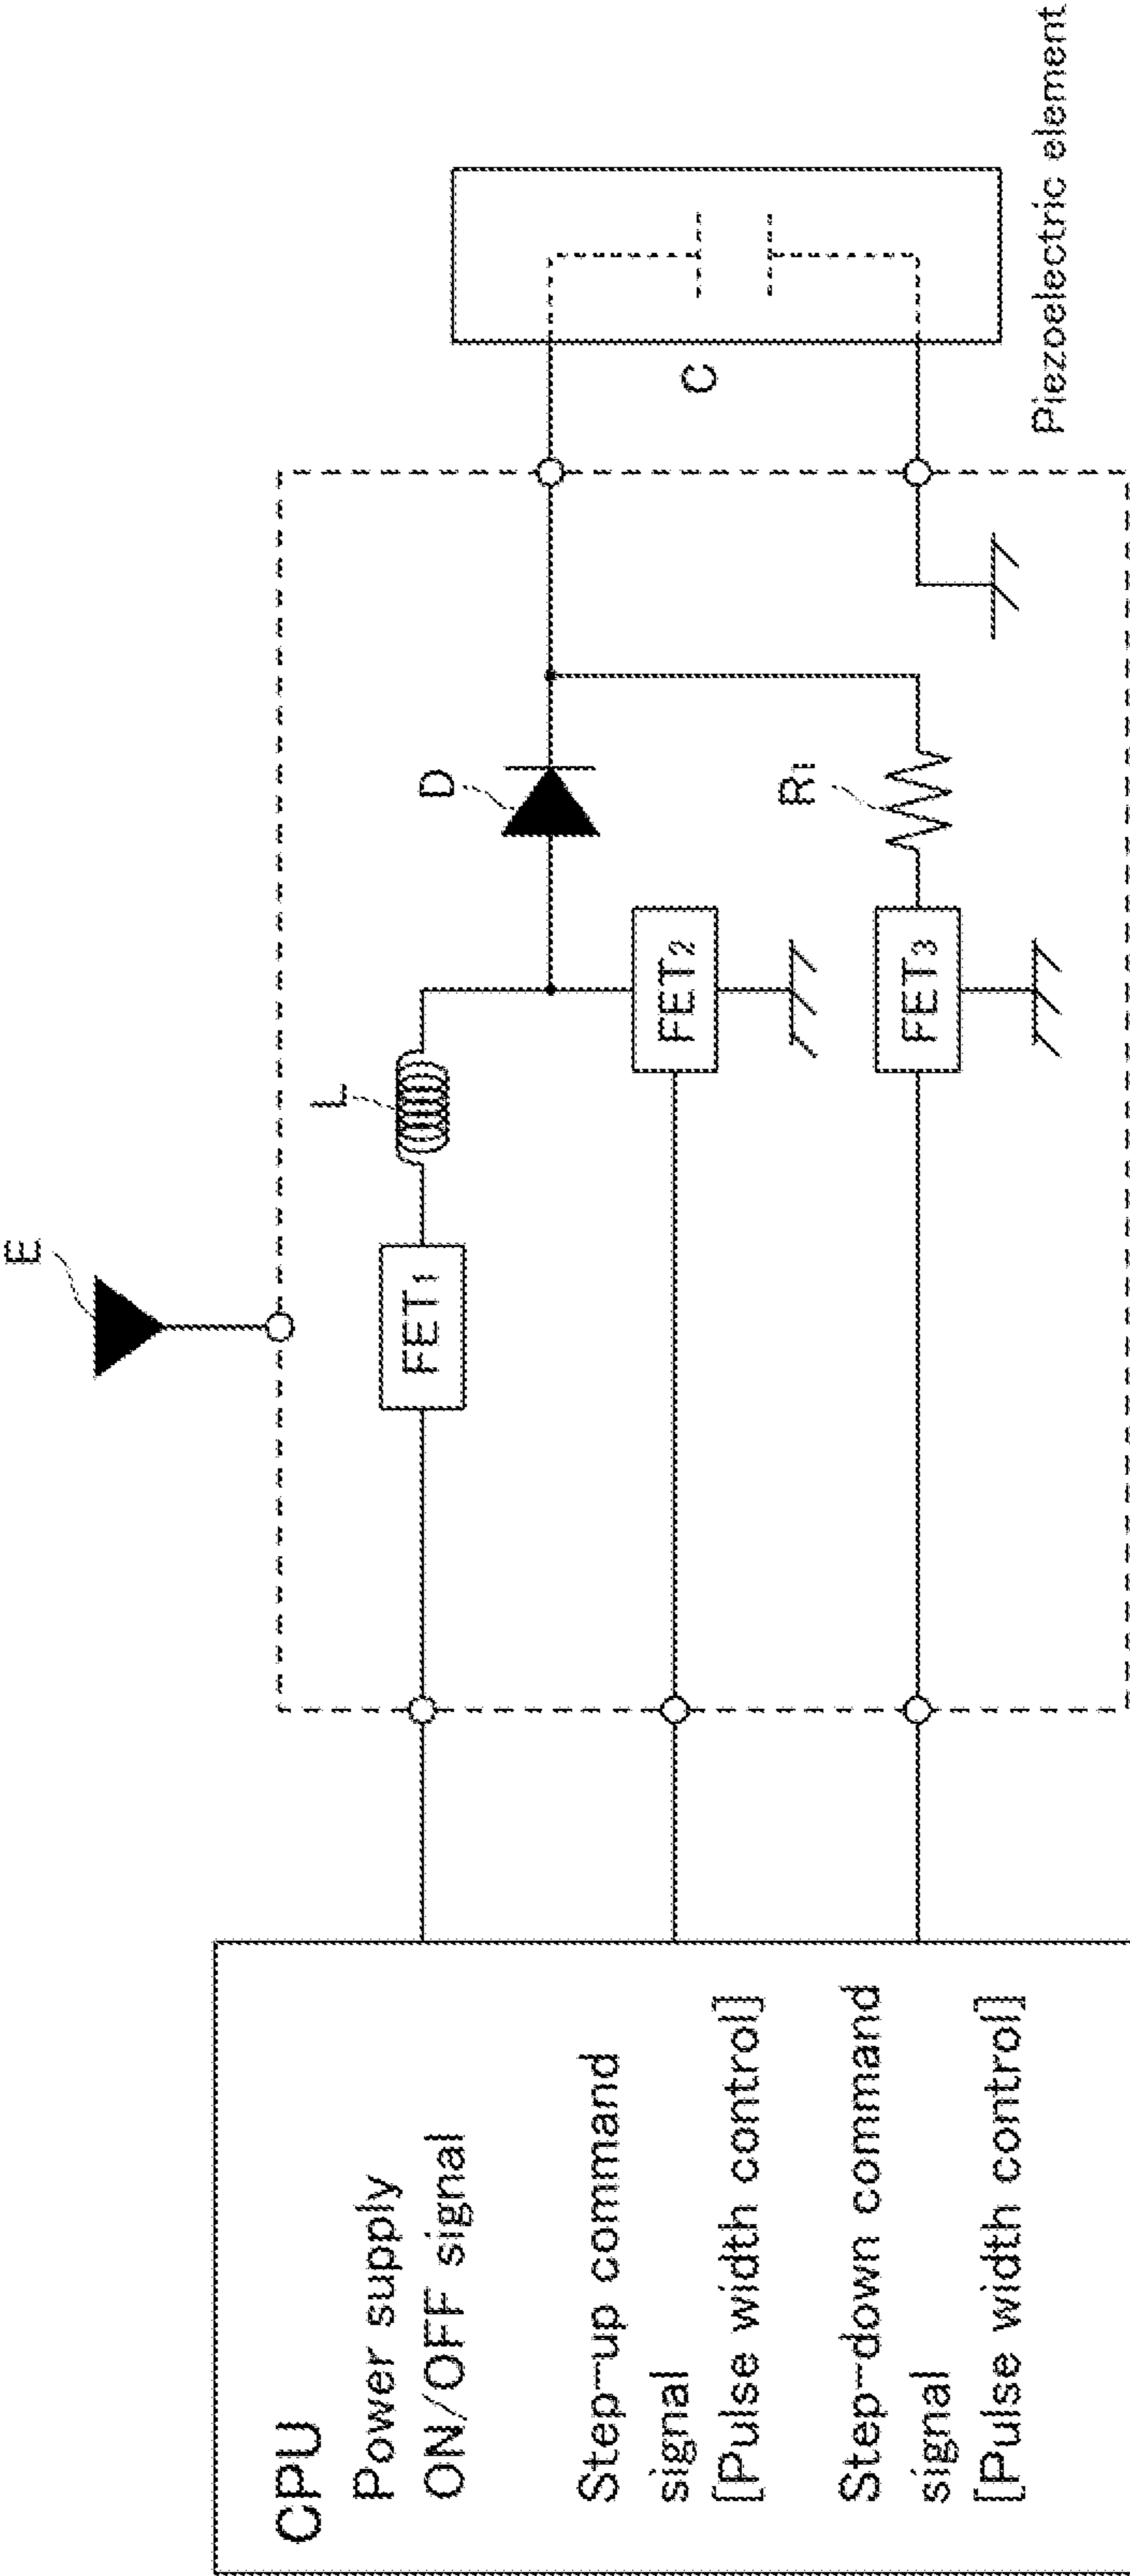 E
CPU
Power supply
ON/OFF signal
Step-up command
signal
[Pulse width control]
Step-down command
signal
[Pulse width control]
FET1
L
D
FET2
FET3
R1
C
Piezoelectric element